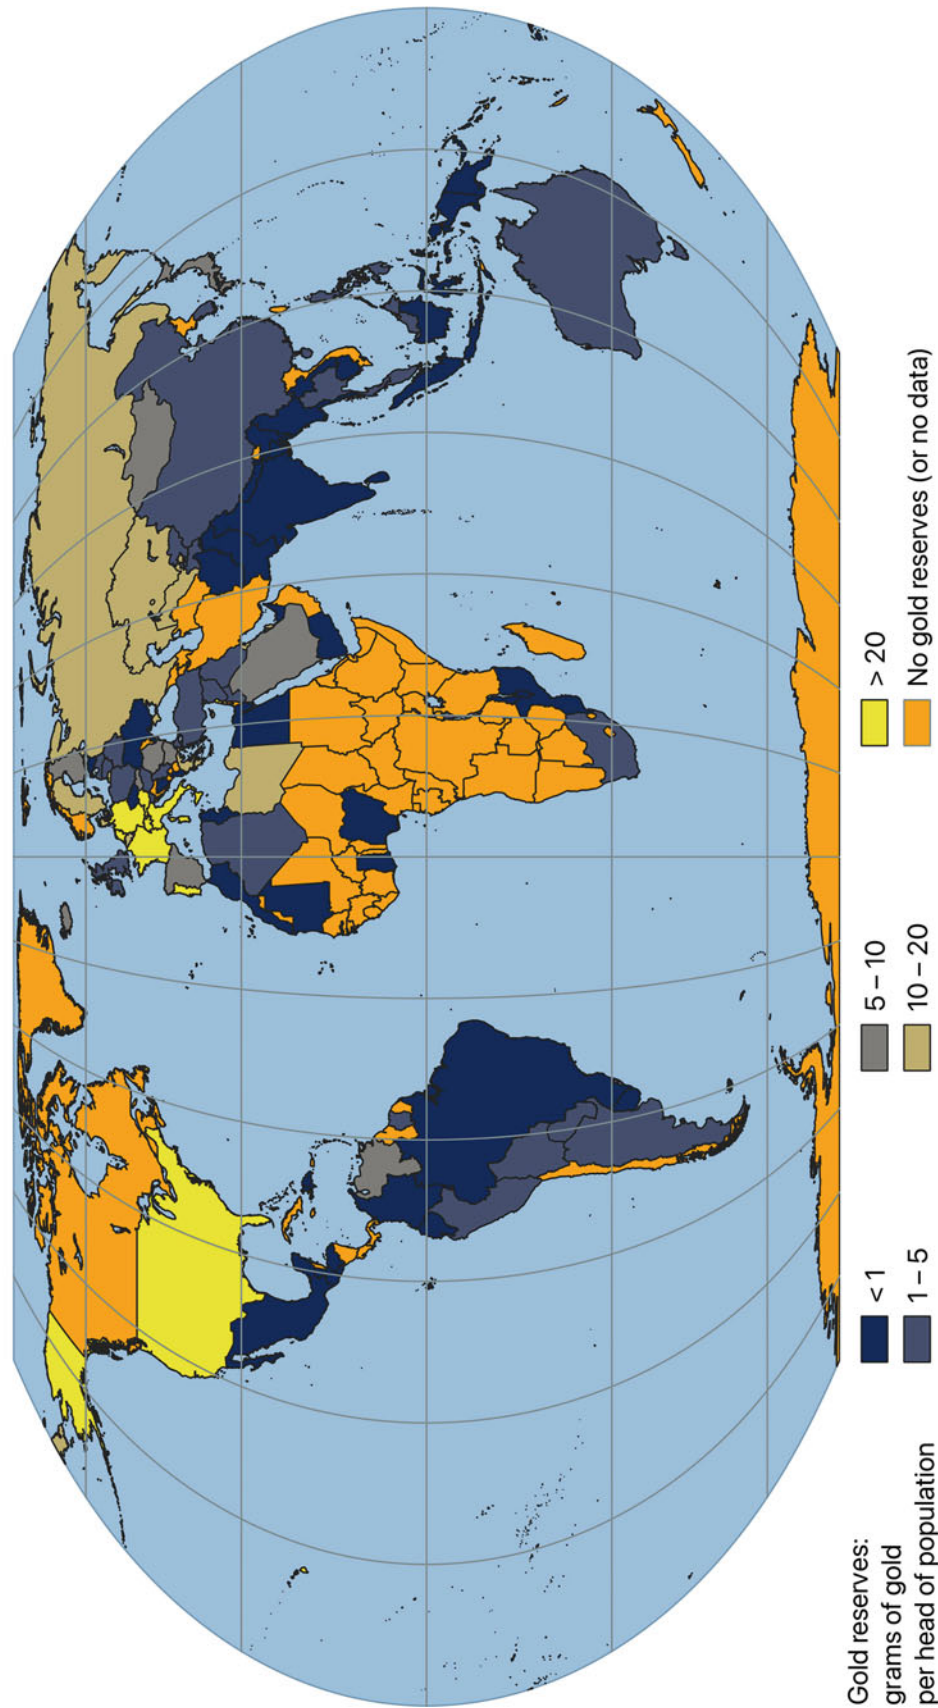 Gold reserves:
grams of gold
per head of population
< 1
1 – 5
5 – 10
10 – 20
> 20
No gold reserves (or no data)